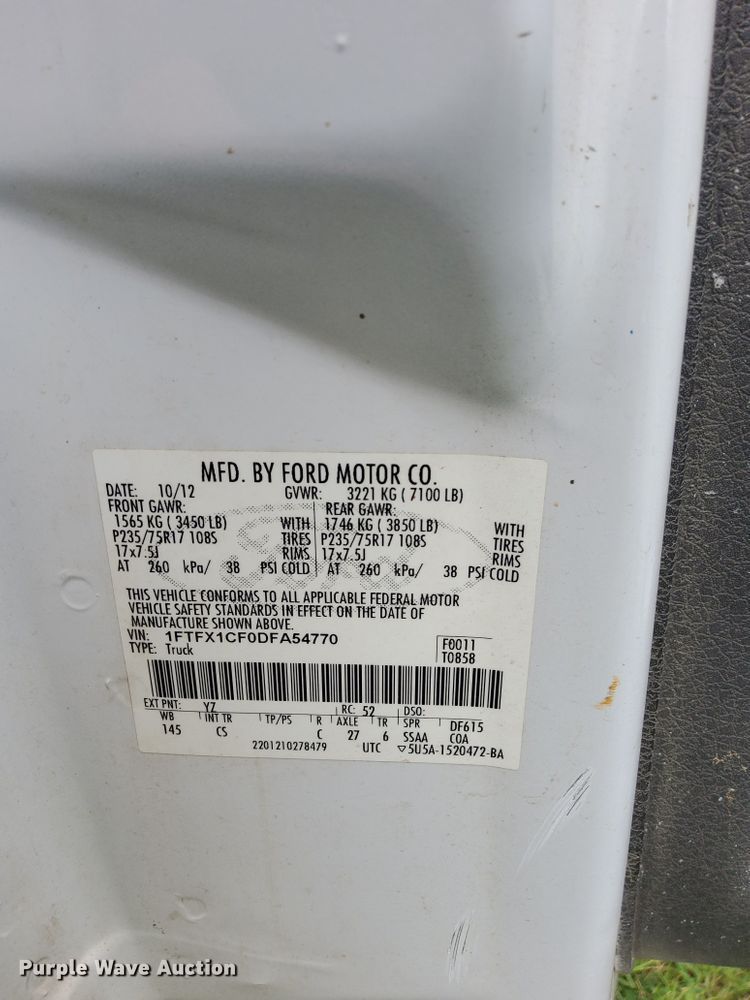 MFD. BY FORD MOTOR CO.
DATE: 10/12 GVWR: 3221 KG ( 7100 LB)
FRONT GAWR: REAR GAWR:
1565 KG ( 3450 LB) WITH 1746 KG ( 3850 LB) WITH
P235/75R17 108S TIRES P235/75R17 108S TIRES
17x7.5J RIMS 17x7.5J RIMS
AT 260 kPa/ 38 PSI COLD AT 260 kPa/ 38 PSI COLD
THIS VEHICLE CONFORMS TO ALL APPLICABLE FEDERAL MOTOR
VEHICLE SAFETY STANDARDS IN EFFECT ON THE DATE OF
MANUFACTURE SHOWN ABOVE.
VIN: 1FTFX1CF0DFA54770 F0011
TYPE: Truck T0858
EXT PNT: YZ RC: 52 DSO:
WB INT TR TP/PS R AXLE TR SPR DF615
145 CS C 27 6 SSAA COA
2201210278479 UTC ▽5U5A-1520472-BA
Purple Wave Auction